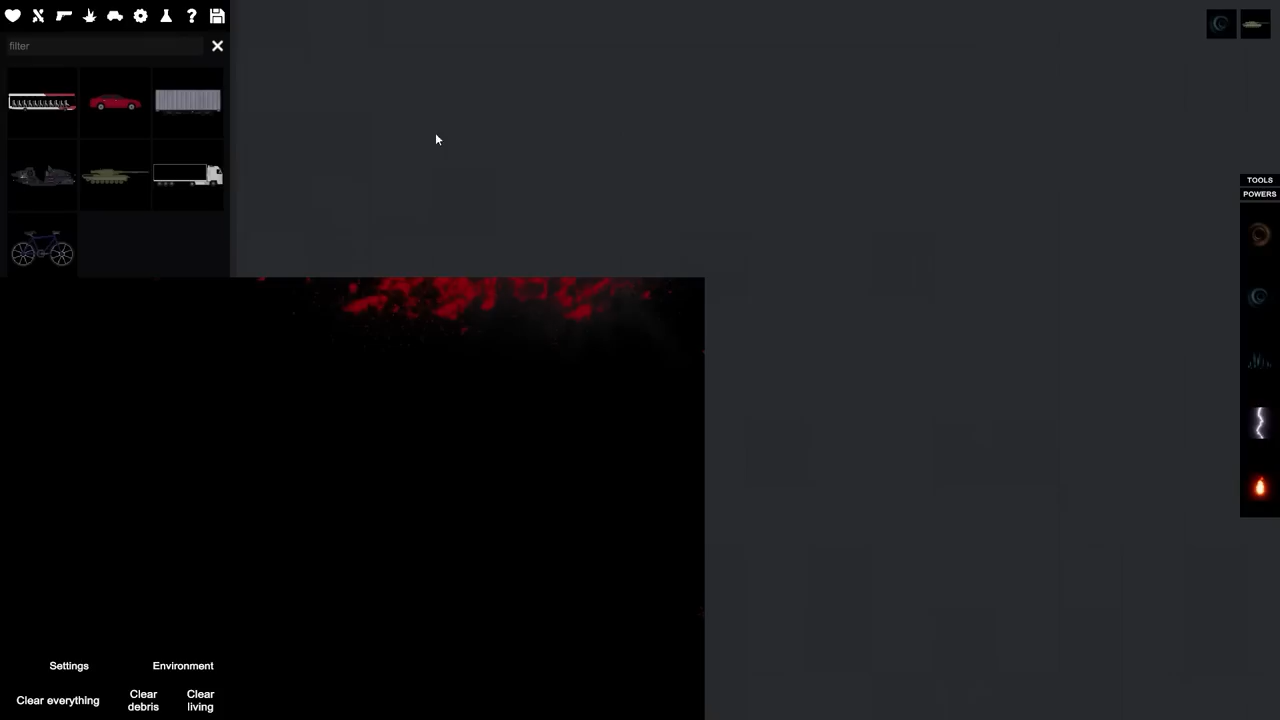 filter
TOOLS
POWERS
Settings
Environment
Clear everything
Clear
debris
Clear
living